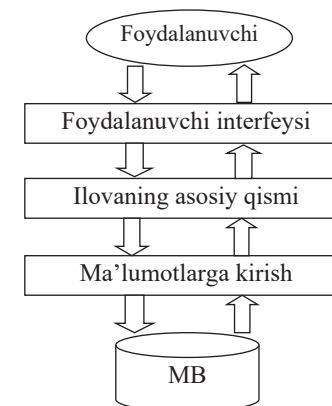 Foydalanuvchi
Foydalanuvchi interfeysi
Ilovaning asosiy qismi
Ma’lumotlarga kirish
MB